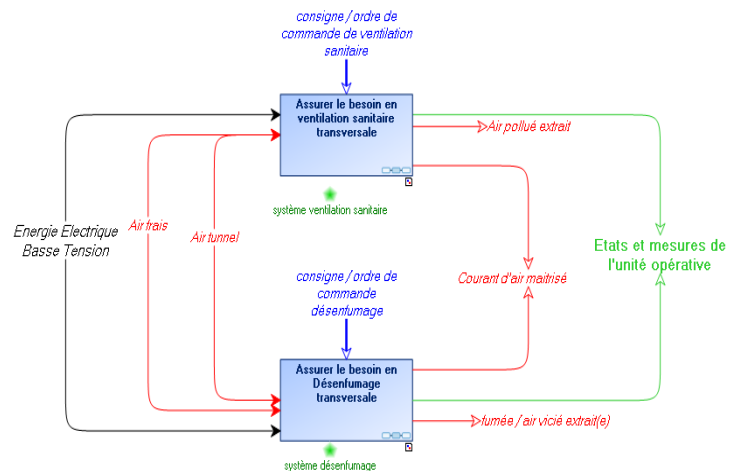 consigne / ordre de
commande de ventilation
sanitaire
Assurer le besoin en
ventilation sanitaire
transversale
Air pollué extrait
système ventilation sanitaire
Energie Electrique
Basse Tension
Air frais
Air tunnel
Etats et mesures de
l'unité opérative
consigne / ordre de
commande
désenfumage
Courant d'air maitrisé
Assurer le besoin en
Désenfumage
transversale
fumée / air vicié extrait(e)
système désenfumage